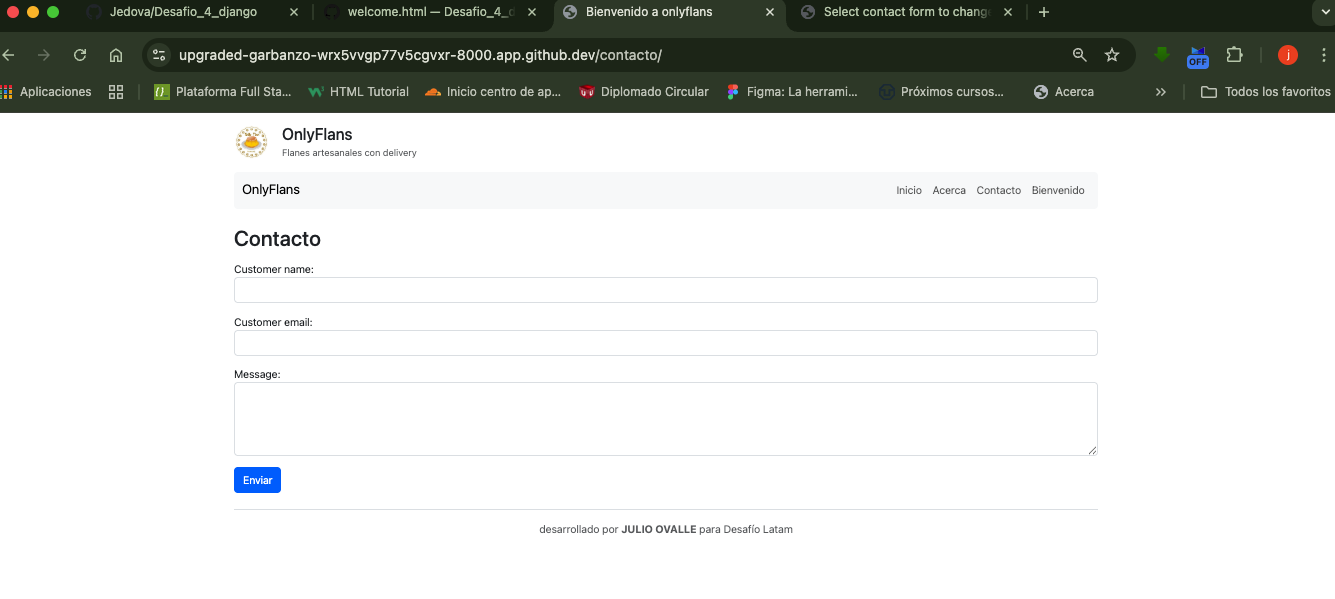 Jedova/Desafio_4_django
welcome.html — Desafio_4_d
Bienvenido a onlyflans
Select contact form to change
upgraded-garbanzo-wrx5vvgp77v5cgvxr-8000.app.github.dev/contacto/
OFF
j
Aplicaciones
Plataforma Full Sta...
HTML Tutorial
Inicio centro de ap...
Diplomado Circular
Figma: La herrami...
Próximos cursos...
Acerca
Todos los favoritos
OnlyFlans
Flanes artesanales con delivery
OnlyFlans
Inicio Acerca Contacto Bienvenido
Contacto
Customer name:
Customer email:
Message:
Enviar
desarrollado por JULIO OVALLE para Desafío Latam